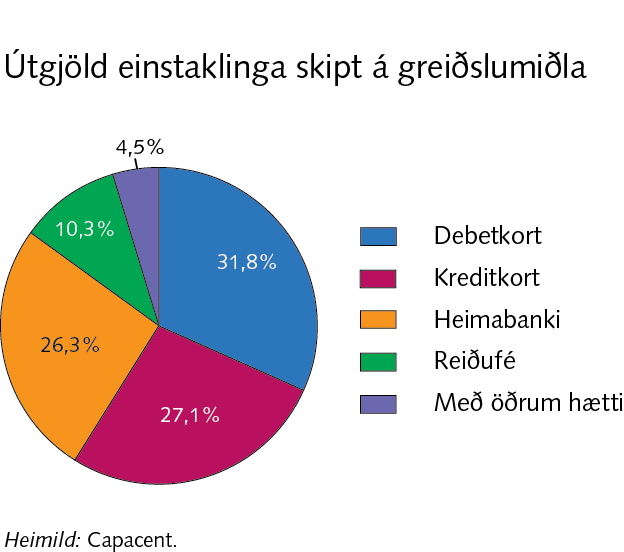 Útgjöld einstaklinga skipt á greiðslumiðla
4,5%
10,3%
31,8%
26,3%
27,1%
Debetkort
Kreditkort
Heimabanki
Reiðufé
Með öðrum hætti
Heimild: Capacent.